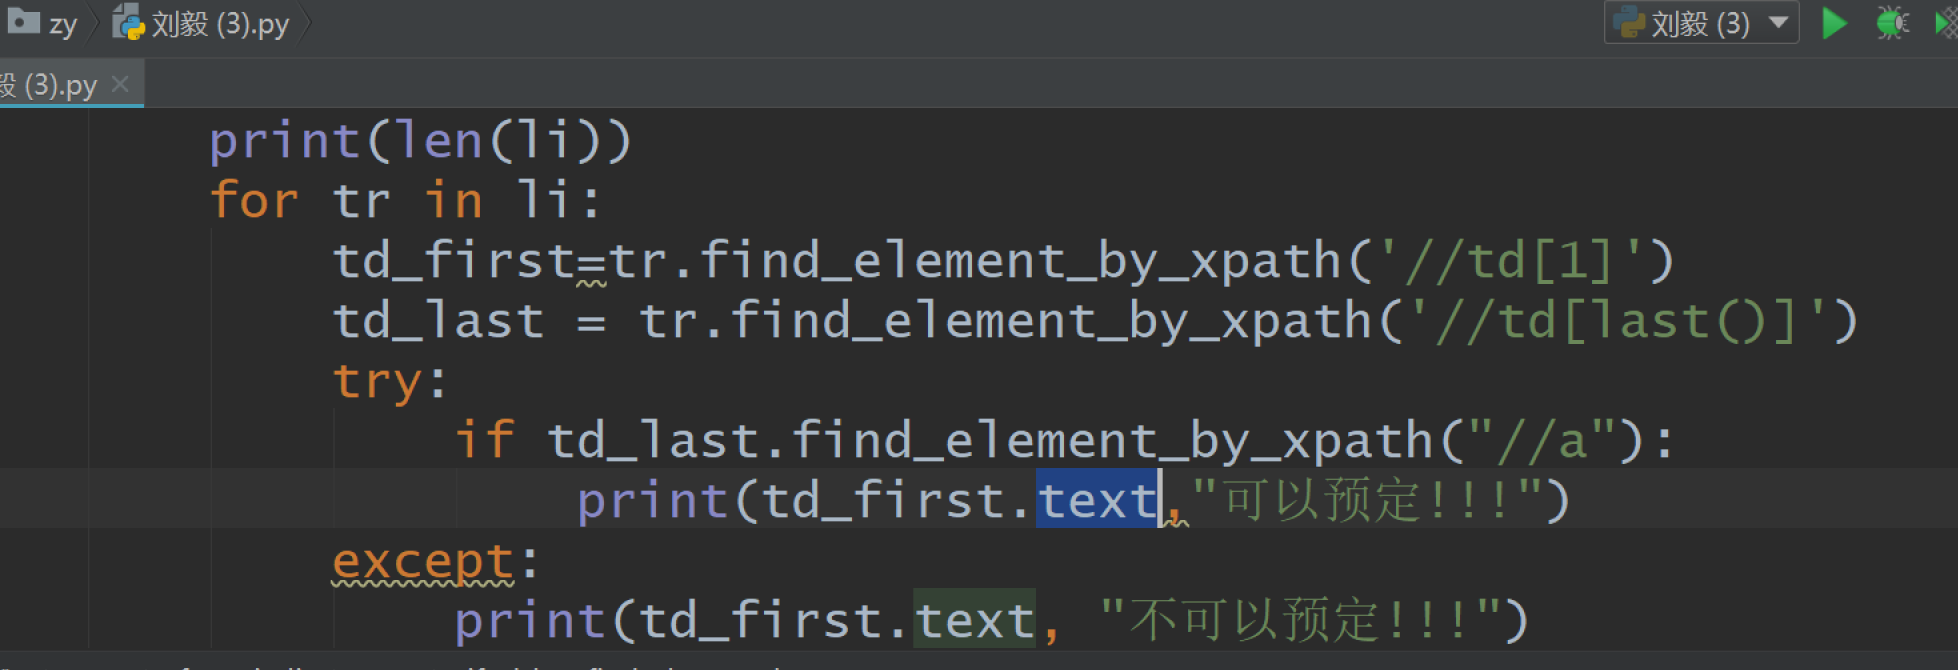 zy 刘毅 (3).py 刘毅 (3)
毅 (3).py
print(len(li))
for tr in li:
td_first=tr.find_element_by_xpath('//td[1]')
td_last = tr.find_element_by_xpath('//td[last()]')
try:
if td_last.find_element_by_xpath("//a"):
print(td_first.text,"可以预定!!!")
except:
print(td_first.text, "不可以预定!!!")